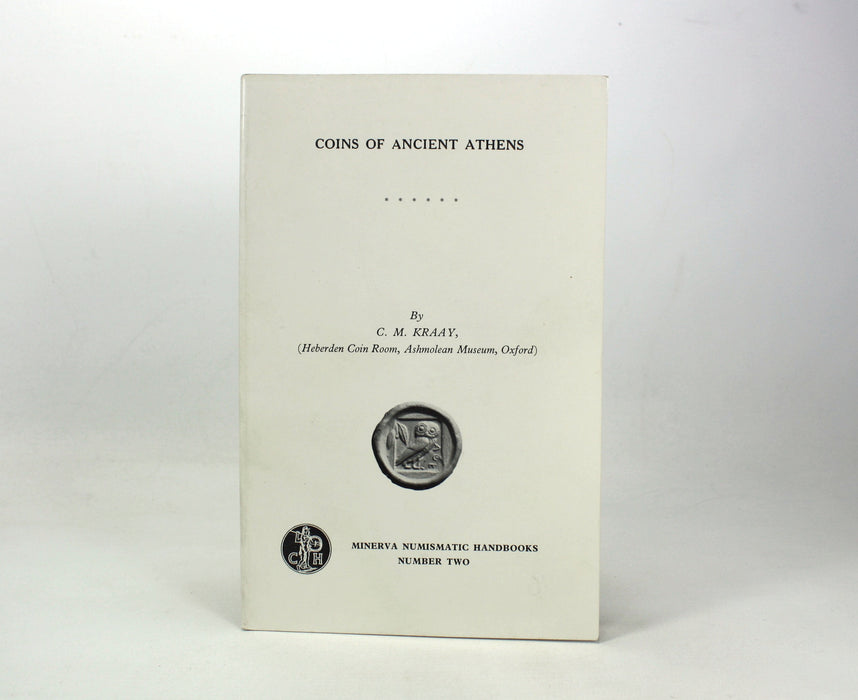 COINS OF ANCIENT ATHENS
By
C. M. KRAAY,
(Heberden Coin Room, Ashmolean Museum, Oxford)
MINERVA NUMISMATIC HANDBOOKS
NUMBER TWO